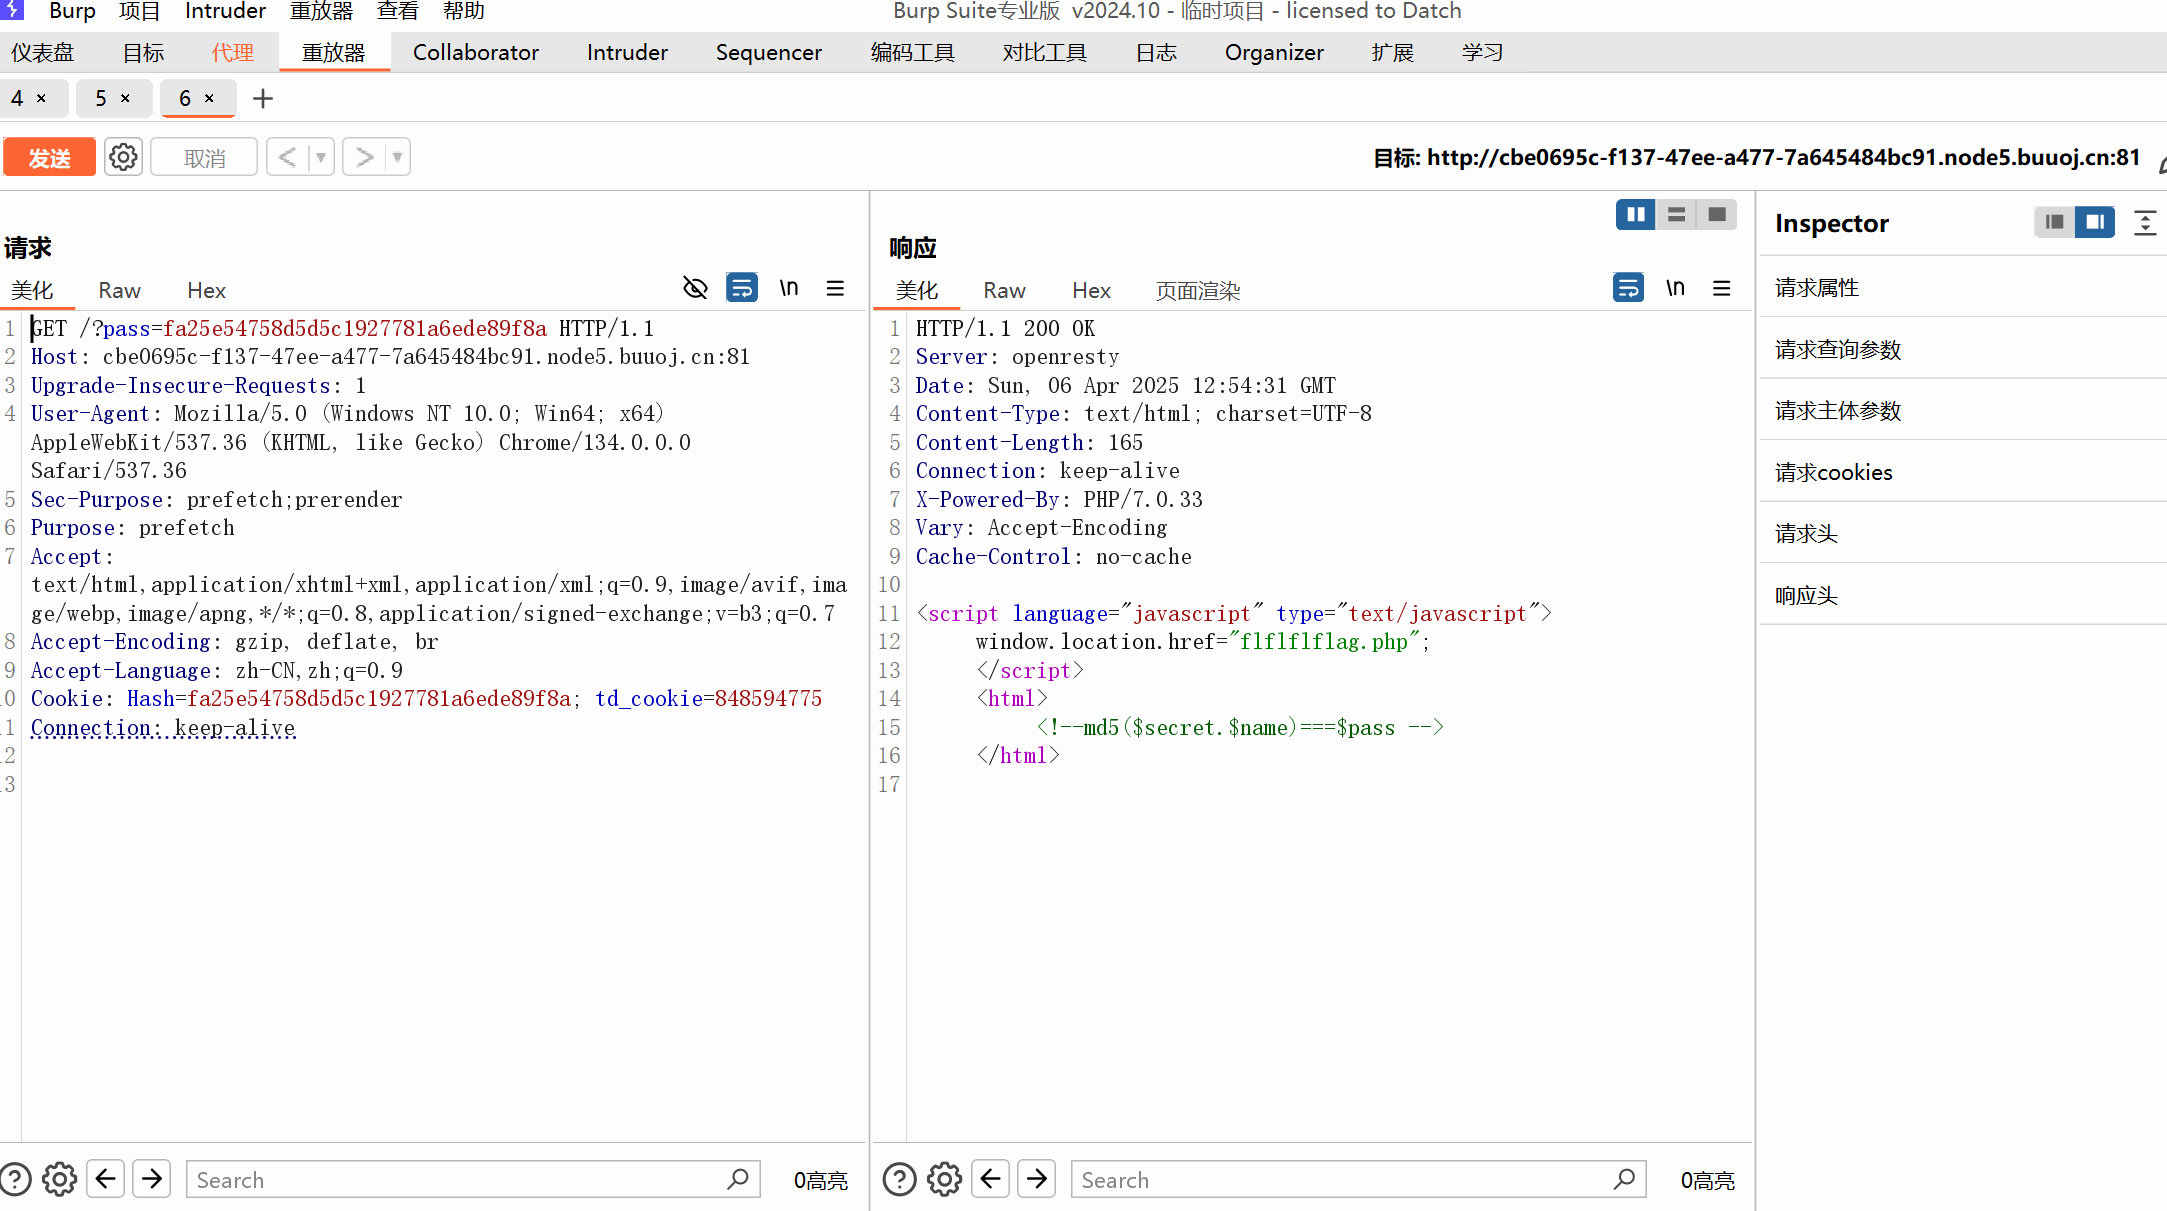 Burp 项目 Intruder 重放器 查看 帮助 Burp Suite专业版 v2024.10 - 临时项目 - licensed to Datch
仪表盘 目标 代理 重放器 Collaborator Intruder Sequencer 编码工具 对比工具 日志 Organizer 扩展 学习
4 × 5 × 6 × +
发送 取消 < > 目标: http://cbe0695c-f137-47ee-a477-7a645484bc91.node5.buuoj.cn:81
请求
美化 Raw Hex \n
1 GET /?pass=fa25e54758d5d5c1927781a6ede89f8a HTTP/1.1
2 Host: cbe0695c-f137-47ee-a477-7a645484bc91.node5.buuoj.cn:81
3 Upgrade-Insecure-Requests: 1
4 User-Agent: Mozilla/5.0 (Windows NT 10.0; Win64; x64)
AppleWebKit/537.36 (KHTML, like Gecko) Chrome/134.0.0.0
Safari/537.36
5 Sec-Purpose: prefetch;prerender
6 Purpose: prefetch
7 Accept:
text/html,application/xhtml+xml,application/xml;q=0.9,image/avif,ima
ge/webp,image/apng,*/*;q=0.8,application/signed-exchange;v=b3;q=0.7
8 Accept-Encoding: gzip, deflate, br
9 Accept-Language: zh-CN,zh;q=0.9
0 Cookie: Hash=fa25e54758d5d5c1927781a6ede89f8a; td_cookie=848594775
1 Connection: keep-alive
2
3
Search 0高亮
响应
美化 Raw Hex 页面渲染 \n
1 HTTP/1.1 200 OK
2 Server: openresty
3 Date: Sun, 06 Apr 2025 12:54:31 GMT
4 Content-Type: text/html; charset=UTF-8
5 Content-Length: 165
6 Connection: keep-alive
7 X-Powered-By: PHP/7.0.33
8 Vary: Accept-Encoding
9 Cache-Control: no-cache
10
11 <script language="javascript" type="text/javascript">
12 window.location.href="flflflflag.php";
13 </script>
14 <html>
15 <!--md5($secret.$name)===$pass -->
16 </html>
17
Search 0高亮
Inspector
请求属性
请求查询参数
请求主体参数
请求cookies
请求头
响应头